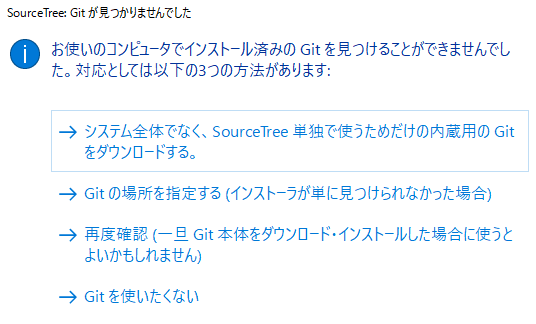 SourceTree: Git が見つかりませんでした
お使いのコンピュータでインストール済みの Git を見つけることができませんでし
た。対応としては以下の3つの方法があります:
システム全体でなく、SourceTree 単独で使うためだけの内蔵用の Git
をダウンロードする。
Git の場所を指定する (インストーラが単に見つけられなかった場合)
再度確認 (一旦 Git 本体をダウンロード・インストールした場合に使うと
よいかもしれません)
Git を使いたくない